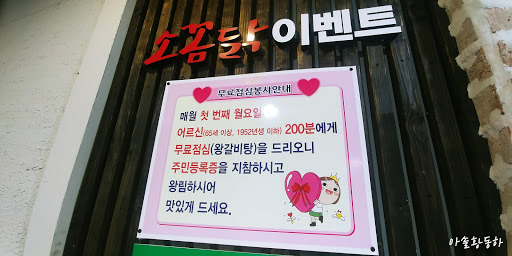 소폼닭 이벤트
무료점심봉사안내
매월 첫 번째 월요일
어르신(65세 이상, 1952년생 이하) 200분에게
무료점심(왕갈비탕)을 드리오니
주민등록증을 지참하시고
왕림하시어
맛있게 드세요.
아솔황동하